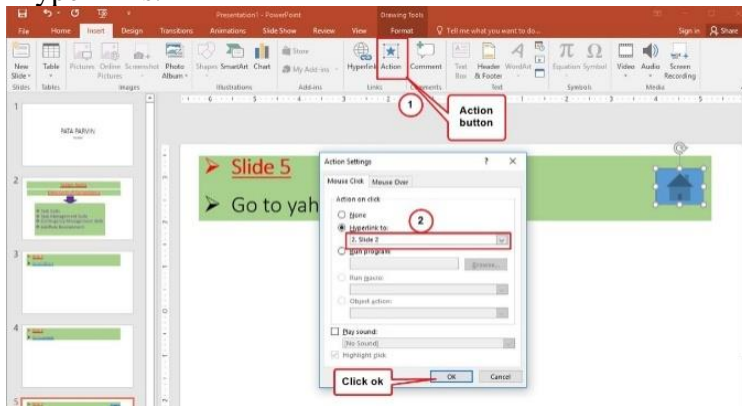 Presentation1 - PowerPoint
Drawing Tools
File Home Insert Design Transitions Animations Slide Show Review View Format Tell me what you want to do... Sign in Share
New Slide
Table
Pictures
Online Pictures
Screenshot
Photo Album
Shapes
SmartArt
Chart
Store
My Add-ins
Hyperlink
Action
Comment
Text Box
Header & Footer
WordArt
Equation
Symbol
Video
Audio
Screen Recording
Slides Tables Images Illustrations Add-ins Links Comments Text Symbols Media
1
Action button
1
2
3
4
5
Slide 5
Go to yah
Action Settings
Mouse Click Mouse Over
Action on click
None
Hyperlink to:
2
2. Slide 2
Run program:
Browse...
Run macro:
Object action:
Play sound:
[No Sound]
Highlight click
Click ok
OK Cancel